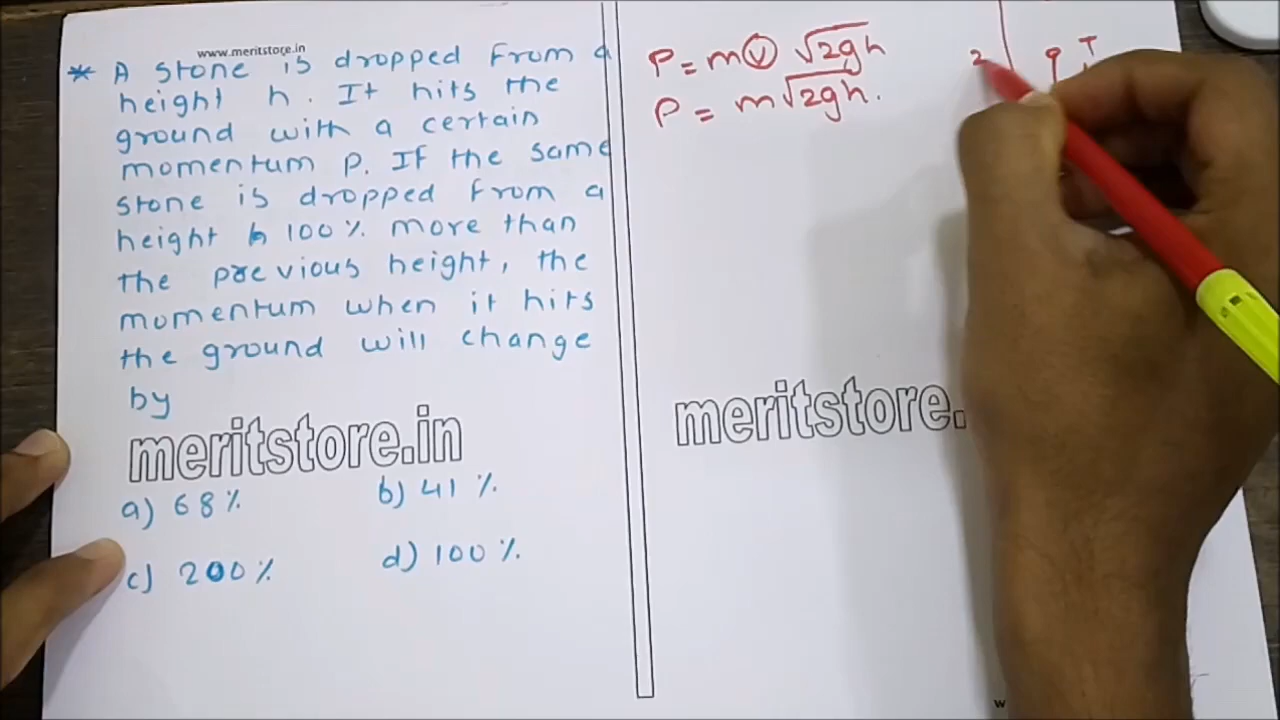 www.meritstore.in
* A stone is dropped from a
height h. It hits the
ground with a certain
momentum p. If the same
stone is dropped from a
height 100% more than
the previous height, the
momentum when it hits
the ground will change
by
meritstore.in
a) 68% b) 41 %
c) 200% d) 100 %
P = m v √2gh
P = m√2gh.
meritstore.
2
P T
w